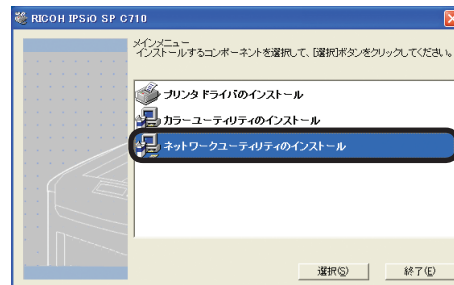 RICOH IPSiO SP C710
メインメニュー
インストールするコンポーネントを選択して、[選択]ボタンをクリックしてください。
プリンタドライバのインストール
カラーユーティリティのインストール
ネットワークユーティリティのインストール
選択(S) 終了(E)